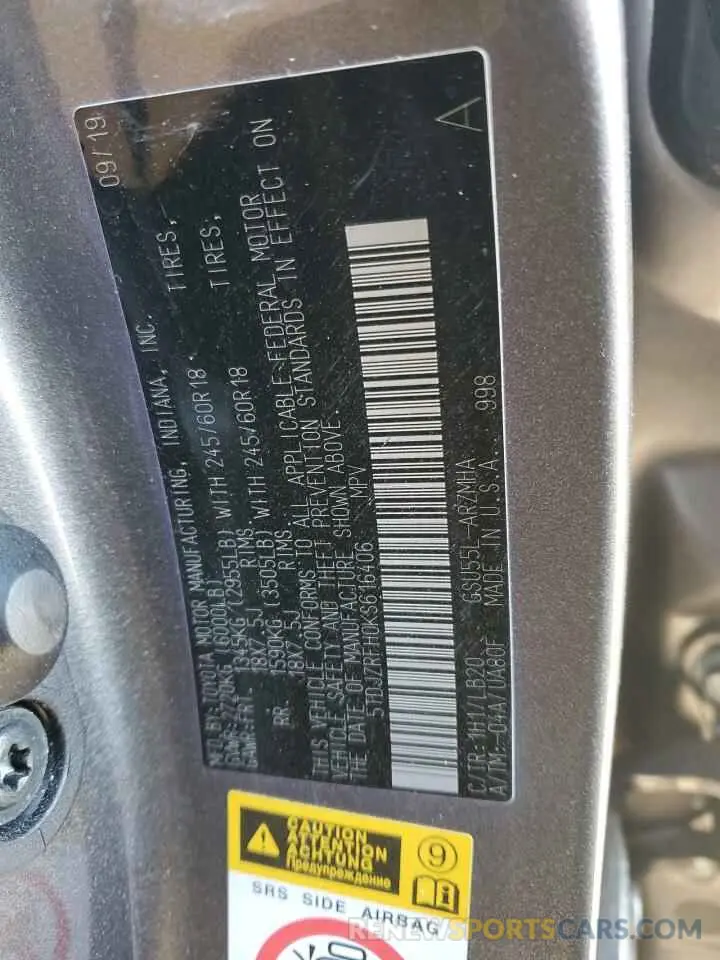 09/19
A
MFD.BY: TOYOTA MOTOR MANUFACTURING, INDIANA, INC.
GVWR-2720KG (6000LB)
GAWR-FRT. 1345KG (2955LB) WITH 245/60R18 TIRES,
18X7.5J RIMS.
RR. 1590KG (3505LB) WITH 245/60R18 TIRES,
18X7.5J RIMS.
THIS VEHICLE CONFORMS TO ALL APPLICABLE FEDERAL MOTOR
VEHICLE SAFETY AND THEFT PREVENTION STANDARDS IN EFFECT ON
THE DATE OF MANUFACTURE SHOWN ABOVE.
5TDJZRFH0KS616406 MPV
C/TR: 1H1/LB20 GSU55L-ARZMHA
A/TM:-04A/UA80F MADE IN U.S.A. 998
CAUTION
ATTENTION
ACHTUNG
Предупреждение
9
SRS SIDE AIRBAG
RENEWSPORTSCARS.COM